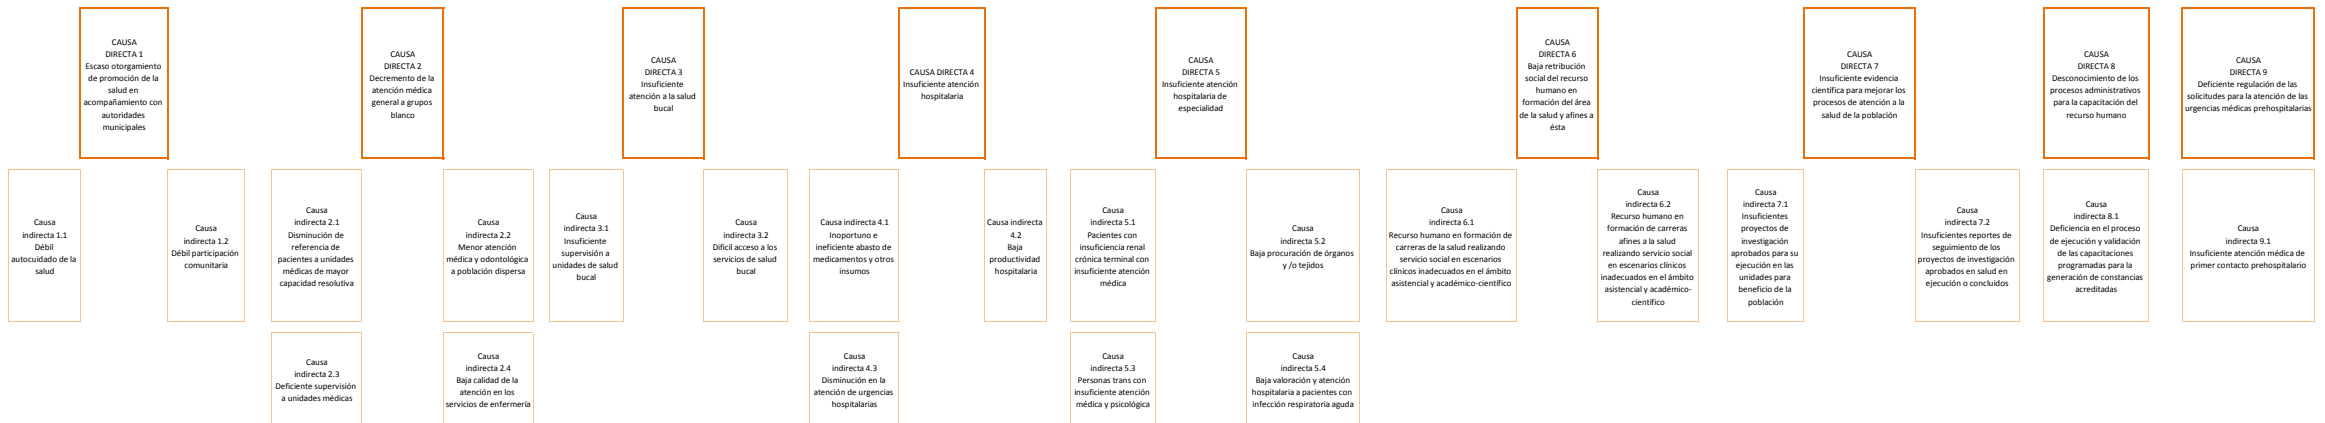 CAUSA
DIRECTA 1
Escaso otorgamiento
de promoción de la
salud en
acompañamiento con
autoridades
municipales
CAUSA
DIRECTA 2
Decremento de la
atención médica
general a grupos
blanco
CAUSA
DIRECTA 3
Insuficiente
atención a la salud
bucal
CAUSA DIRECTA 4
Insuficiente atención
hospitalaria
CAUSA
DIRECTA 5
Insuficiente atención
hospitalaria de
especialidad
CAUSA
DIRECTA 6
Baja retribución
social del recurso
humano en
formación del área
de la salud y afines a
ésta
CAUSA
DIRECTA 7
Insuficiente evidencia
científica para mejorar los
procesos de atención a la
salud de la población
CAUSA
DIRECTA 8
Desconocimiento de los
procesos administrativos
para la capacitación del
recurso humano
CAUSA
DIRECTA 9
Deficiente regulación de las
solicitudes para la atención de las
urgencias médicas prehospitalarias
Causa
indirecta 1.1
Débil
autocuidado de la
salud
Causa
indirecta 1.2
Débil participación
comunitaria
Causa
indirecta 2.1
Disminución de
referencia de
pacientes a unidades
médicas de mayor
capacidad resolutiva
Causa
indirecta 2.2
Menor atención
médica y odontológica
a población dispersa
Causa
indirecta 3.1
Insuficiente
supervisión a
unidades de salud
bucal
Causa
indirecta 3.2
Dificil acceso a los
servicios de salud
bucal
Causa indirecta 4.1
Inoportuno e
ineficiente abasto de
medicamentos y otros
insumos
Causa indirecta
4.2
Baja
productividad
hospitalaria
Causa
indirecta 5.1
Pacientes con
insuficiencia renal
crónica terminal con
insuficiente atención
médica
Causa
indirecta 5.2
Baja procuración de órganos
y /o tejidos
Causa
indirecta 6.1
Recurso humano en formación de
carreras de la salud realizando
servicio social en escenarios
clínicos inadecuados en el ámbito
asistencial y académico-científico
Causa
indirecta 6.2
Recurso humano en
formación de carreras
afines a la salud
realizando servicio social
en escenarios clínicos
inadecuados en el ámbito
asistencial y académico-
científico
Causa
indirecta 7.1
Insuficientes
proyectos de
investigación
aprobados para su
ejecución en las
unidades para
beneficio de la
población
Causa
indirecta 7.2
Insuficientes reportes de
seguimiento de los
proyectos de investigación
aprobados en salud en
ejecución o concluidos
Causa
indirecta 8.1
Deficiencia en el proceso
de ejecución y validación
de las capacitaciones
programadas para la
generación de constancias
acreditadas
Causa
indirecta 9.1
Insuficiente atención médica de
primer contacto prehospitalario
Causa
indirecta 2.3
Deficiente supervisión
a unidades médicas
Causa
indirecta 2.4
Baja calidad de la
atención en los
servicios de enfermería
Causa
indirecta 4.3
Disminución en la
atención de urgencias
hospitalarias
Causa
indirecta 5.3
Personas trans con
insuficiente atención
médica y psicológica
Causa
indirecta 5.4
Baja valoración y atención
hospitalaria a pacientes con
infección respiratoria aguda